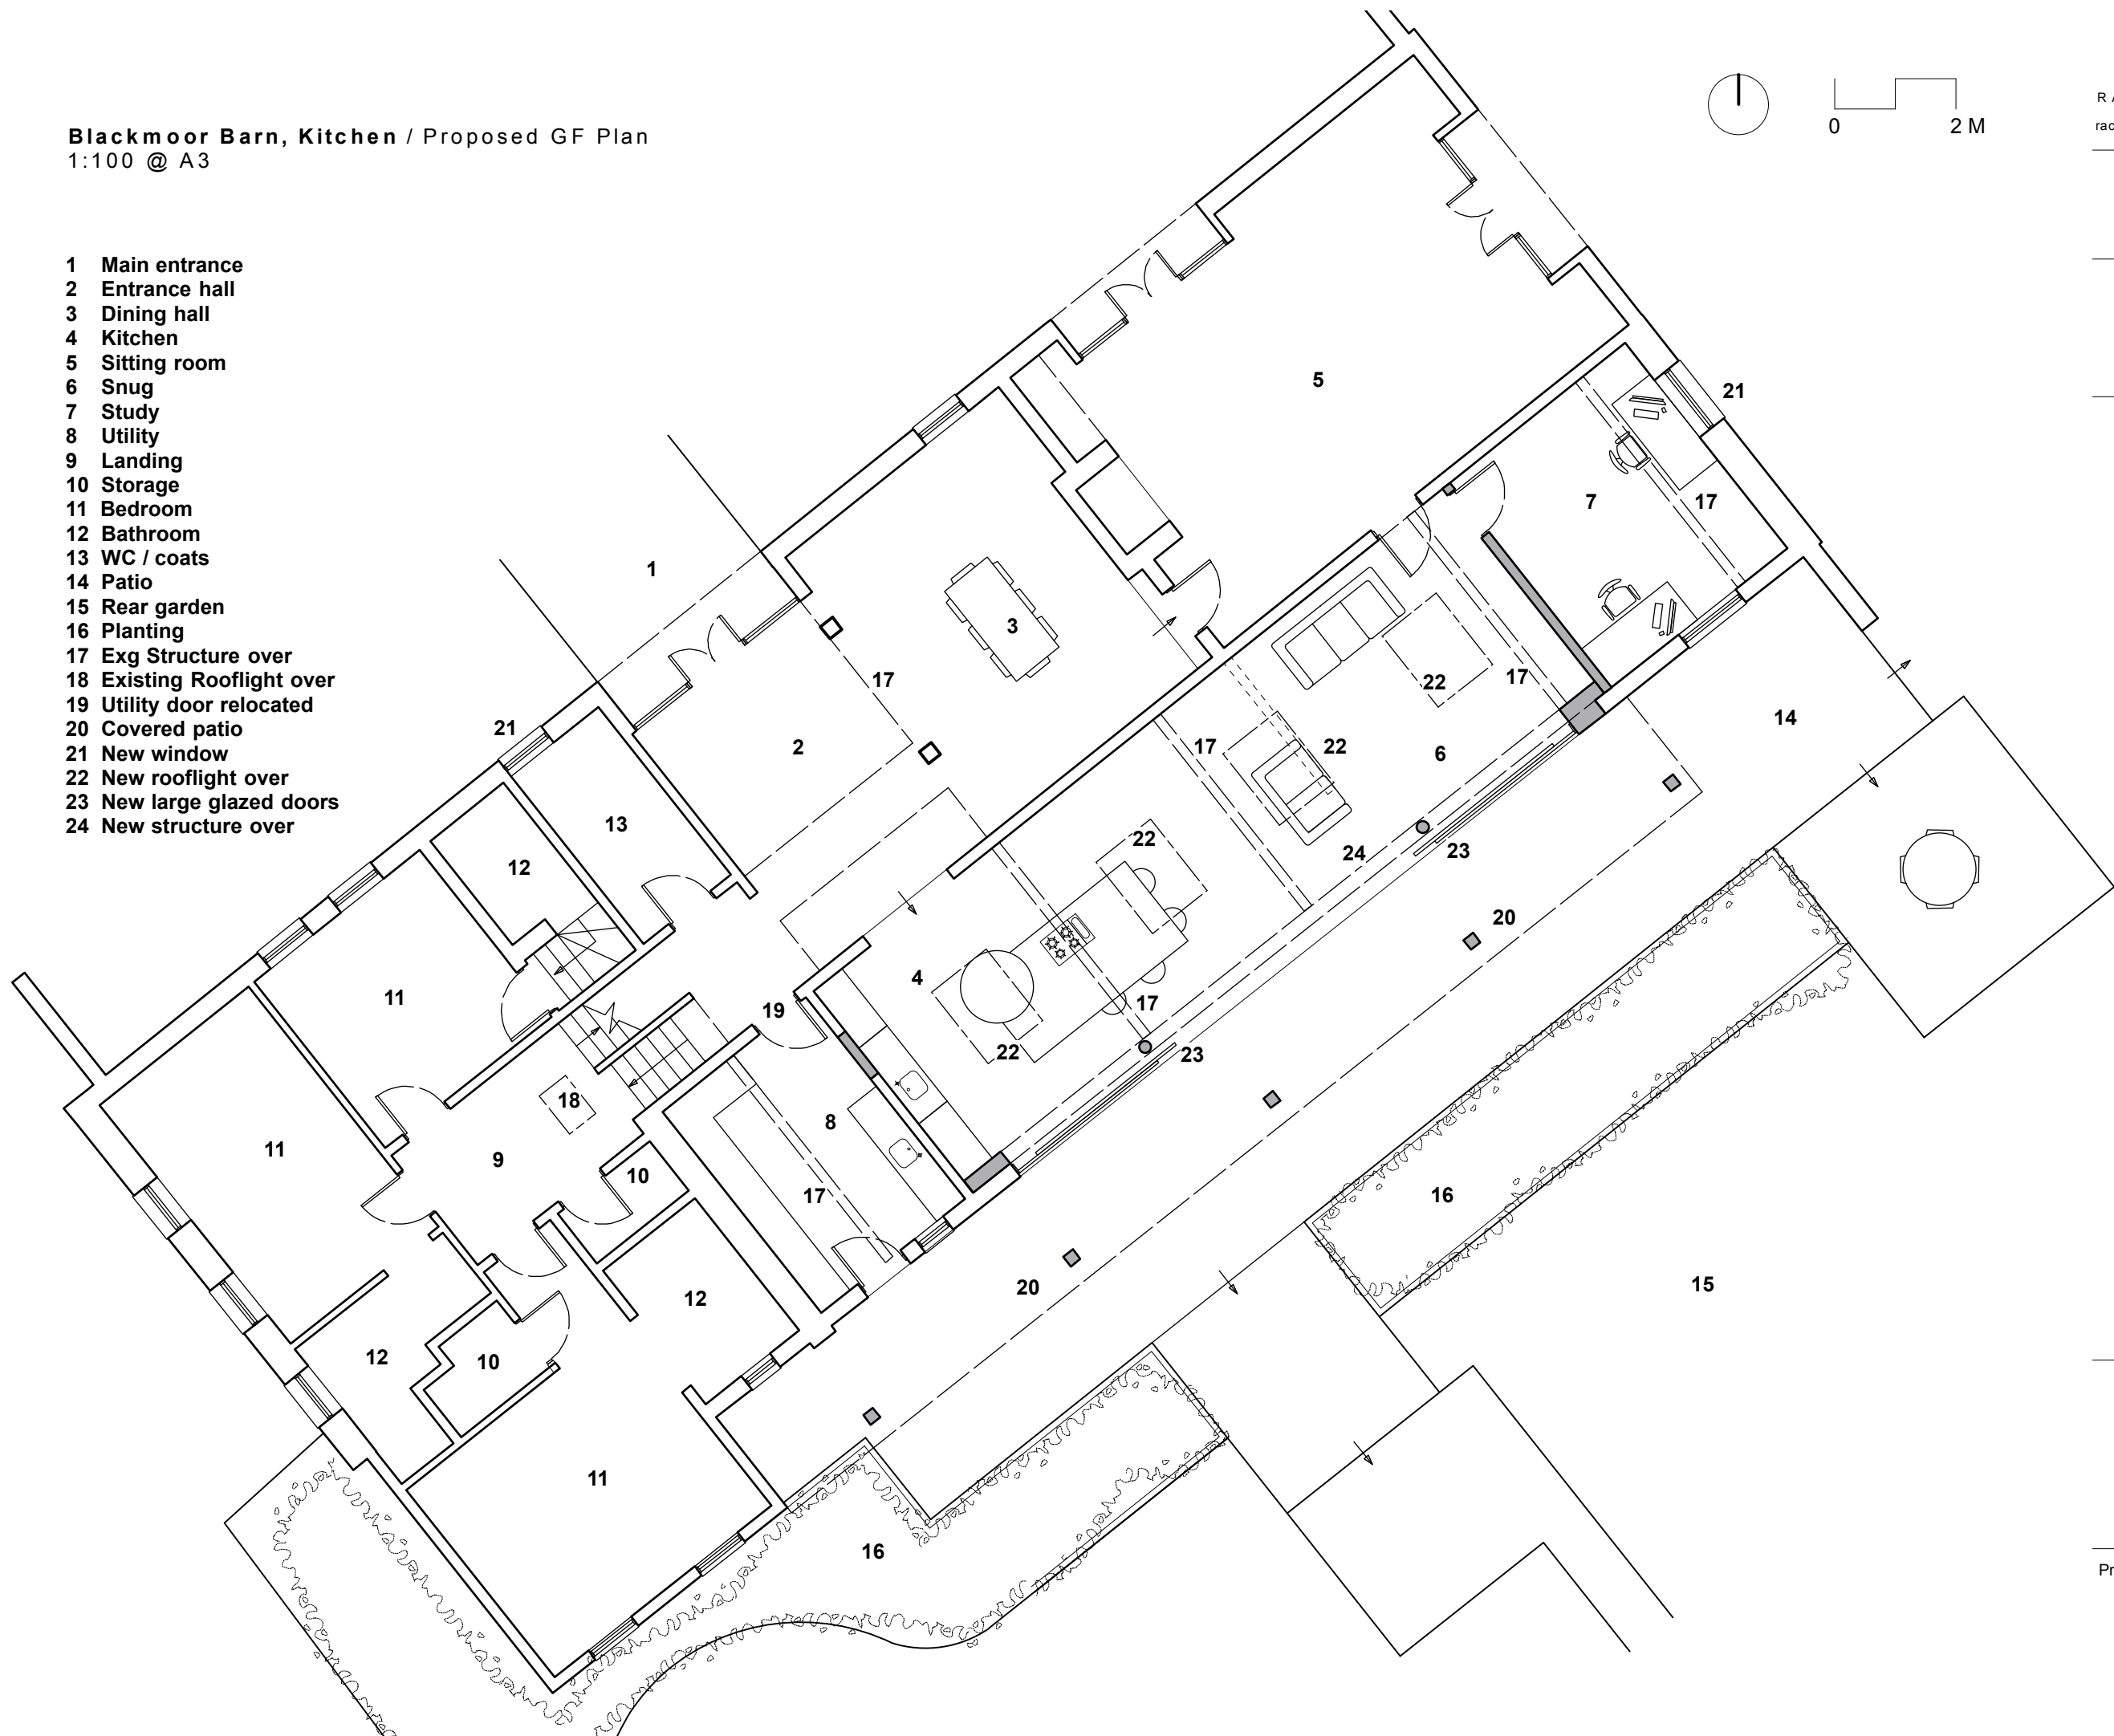 Blackmoor Barn, Kitchen / Proposed GF Plan
1:100 @ A3
0 2 M
R A
rac
1 Main entrance
2 Entrance hall
3 Dining hall
4 Kitchen
5 Sitting room
6 Snug
7 Study
8 Utility
9 Landing
10 Storage
11 Bedroom
12 Bathroom
13 WC / coats
14 Patio
15 Rear garden
16 Planting
17 Exg Structure over
18 Existing Rooflight over
19 Utility door relocated
20 Covered patio
21 New window
22 New rooflight over
23 New large glazed doors
24 New structure over
5
21
7
17
1
3
17
22
17
14
21
2
17
22
6
13
12
22
24
23
20
4
11
19
17
22
23
18
8
11
9
10
17
16
12
20
15
12
10
11
16
Pr